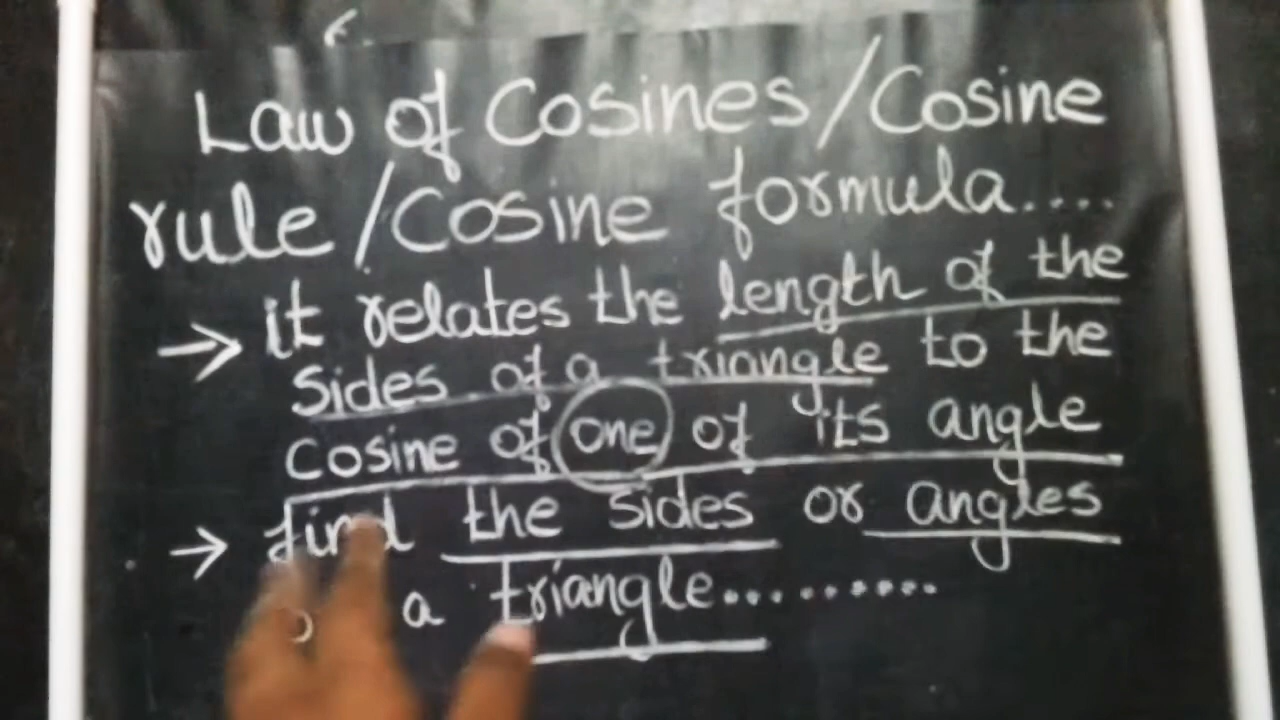 Law of Cosines/Cosine
rule/Cosine formula....
→ it relates the length of the
sides of a triangle to the
cosine of one of its angle
→ find the sides or angles
a triangle..........